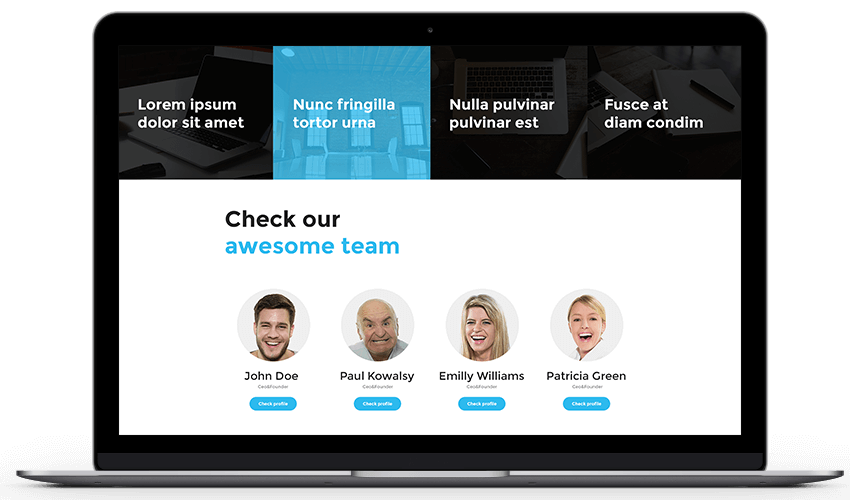 Lorem ipsum
dolor sit amet
Nunc fringilla
tortor urna
Nulla pulvinar
pulvinar est
Fusce at
diam condim
Check our
awesome team
John Doe
Ceo&Founder
Check profile
Paul Kowalsy
Ceo&Founder
Check profile
Emilly Williams
Ceo&Founder
Check profile
Patricia Green
Ceo&Founder
Check profile